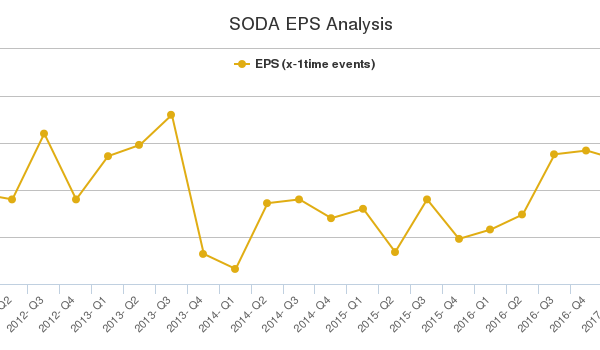 SODA EPS Analysis
EPS (x-1time events)
Q2
2012- Q3
2012- Q4
2013- Q1
2013- Q2
2013- Q3
2013- Q4
2014- Q1
2014- Q2
2014- Q3
2014- Q4
2015- Q1
2015- Q2
2015- Q3
2015- Q4
2016- Q1
2016- Q2
2016- Q3
2016- Q4
2017